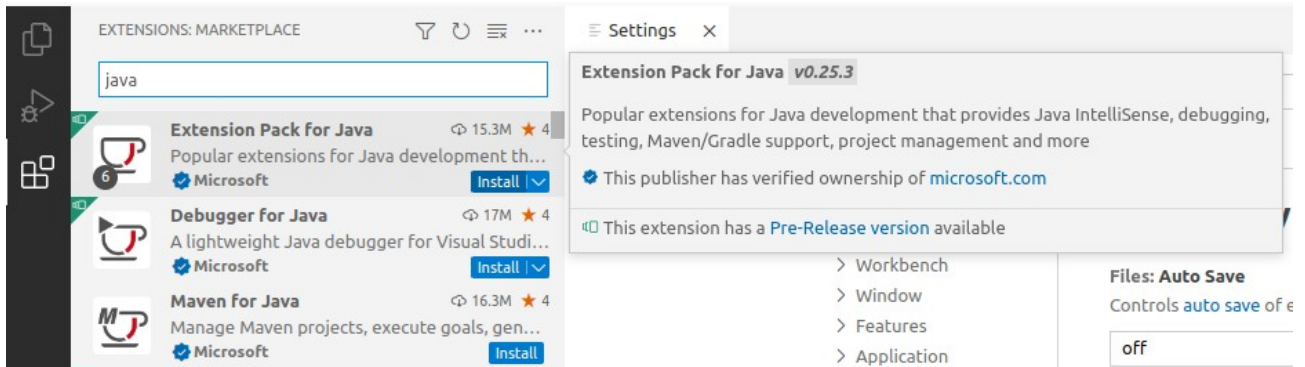 EXTENSIONS: MARKETPLACE
java
Extension Pack for Java 15.3M ★ 4
Popular extensions for Java development th...
6
Microsoft
Install
Debugger for Java 17M ★ 4
A lightweight Java debugger for Visual Studi...
Microsoft
Install
Maven for Java 16.3M ★ 4
Manage Maven projects, execute goals, gen...
Microsoft
Install
Settings
Extension Pack for Java v0.25.3
Popular extensions for Java development that provides Java IntelliSense, debugging,
testing, Maven/Gradle support, project management and more
This publisher has verified ownership of microsoft.com
This extension has a Pre-Release version available
Workbench
Window
Features
Application
Files: Auto Save
Controls auto save of e
off